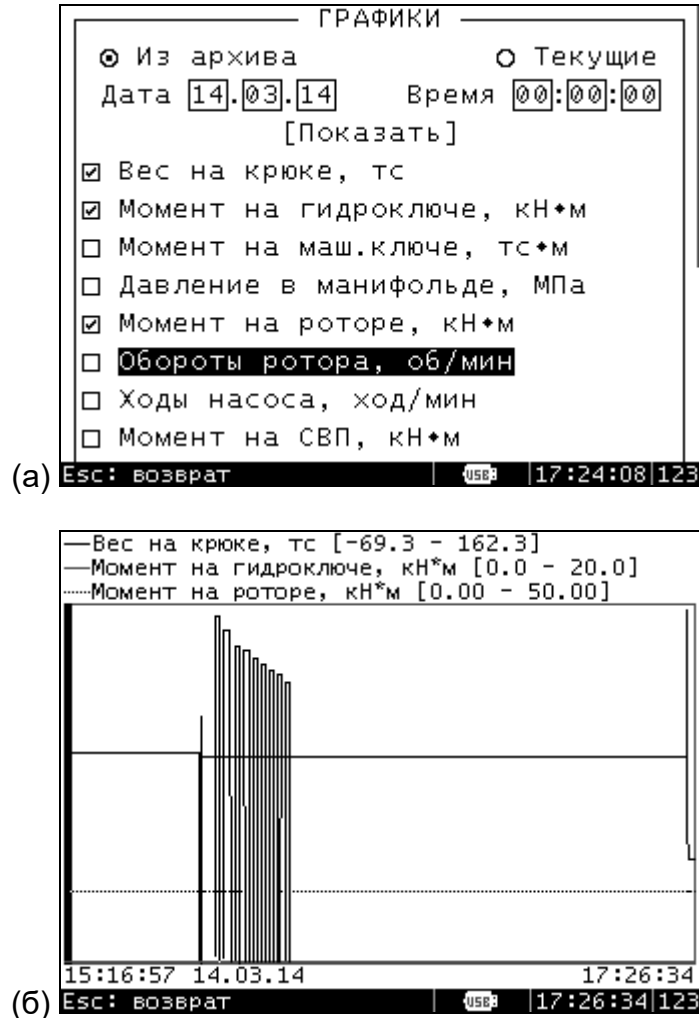 ГРАФИКИ
Из архива Текущие
Дата 14.03.14 Время 00:00:00
[Показать]
Вес на крюке, тс
Момент на гидроключе, кН•м
Момент на маш.ключе, тс•м
Давление в манифольде, МПа
Момент на роторе, кН•м
Обороты ротора, об/мин
Ходы насоса, ход/мин
Момент на СВП, кН•м
(а) Esc: возврат USB 17:24:08 123
Вес на крюке, тс [-69.3 - 162.3]
Момент на гидроключе, кН*м [0.0 - 20.0]
Момент на роторе, кН*м [0.00 - 50.00]
15:16:57 14.03.14 17:26:34
(б) Esc: возврат USB 17:26:34 123